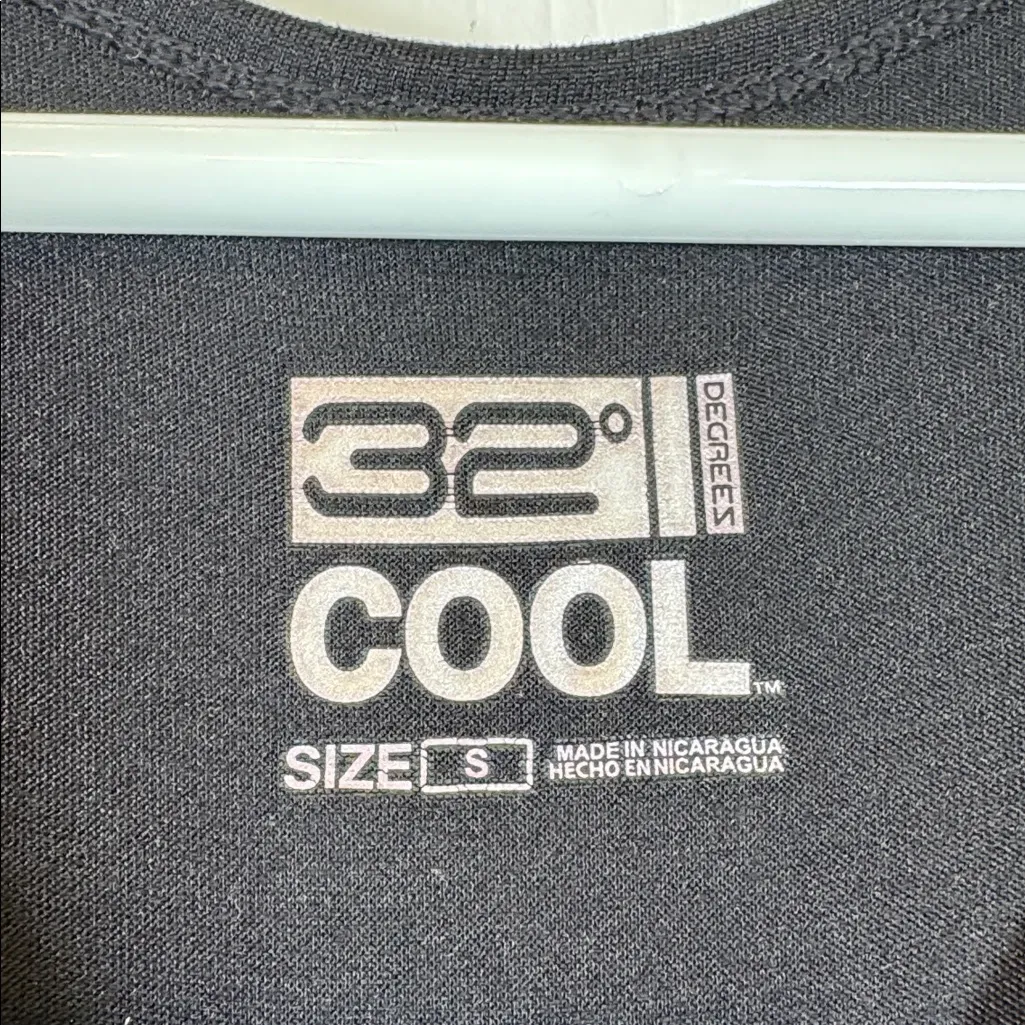 32° DEGREES
COOL™
SIZE S
MADE IN NICARAGUA
HECHO EN NICARAGUA